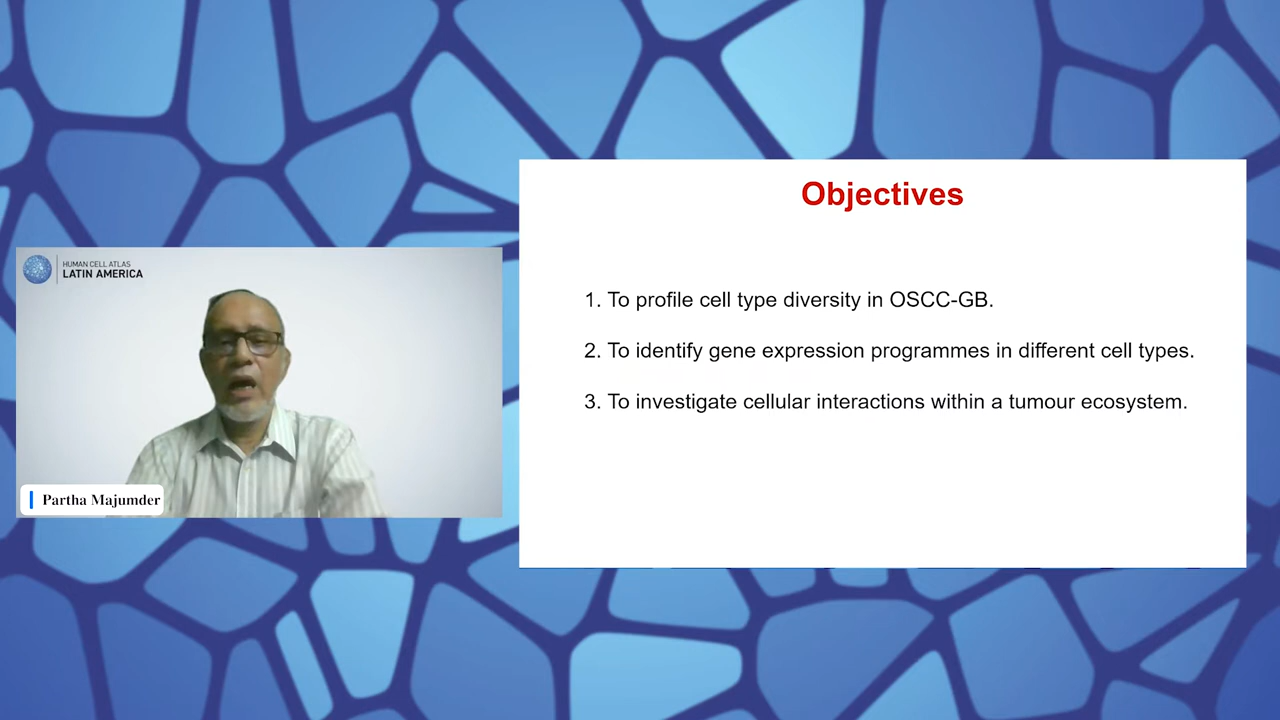 HUMAN CELL ATLAS
LATIN AMERICA
Partha Majumder
Objectives
1. To profile cell type diversity in OSCC-GB.
2. To identify gene expression programmes in different cell types.
3. To investigate cellular interactions within a tumour ecosystem.